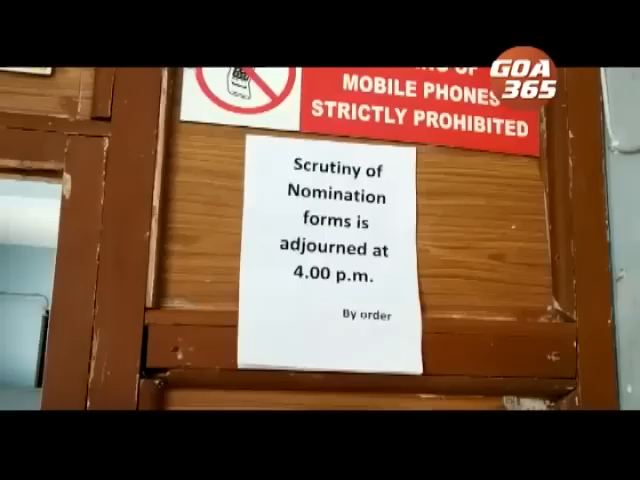 GOA
365
MOBILE PHONES
STRICTLY PROHIBITED
Scrutiny of
Nomination
forms is
adjourned at
4.00 p.m.
By order